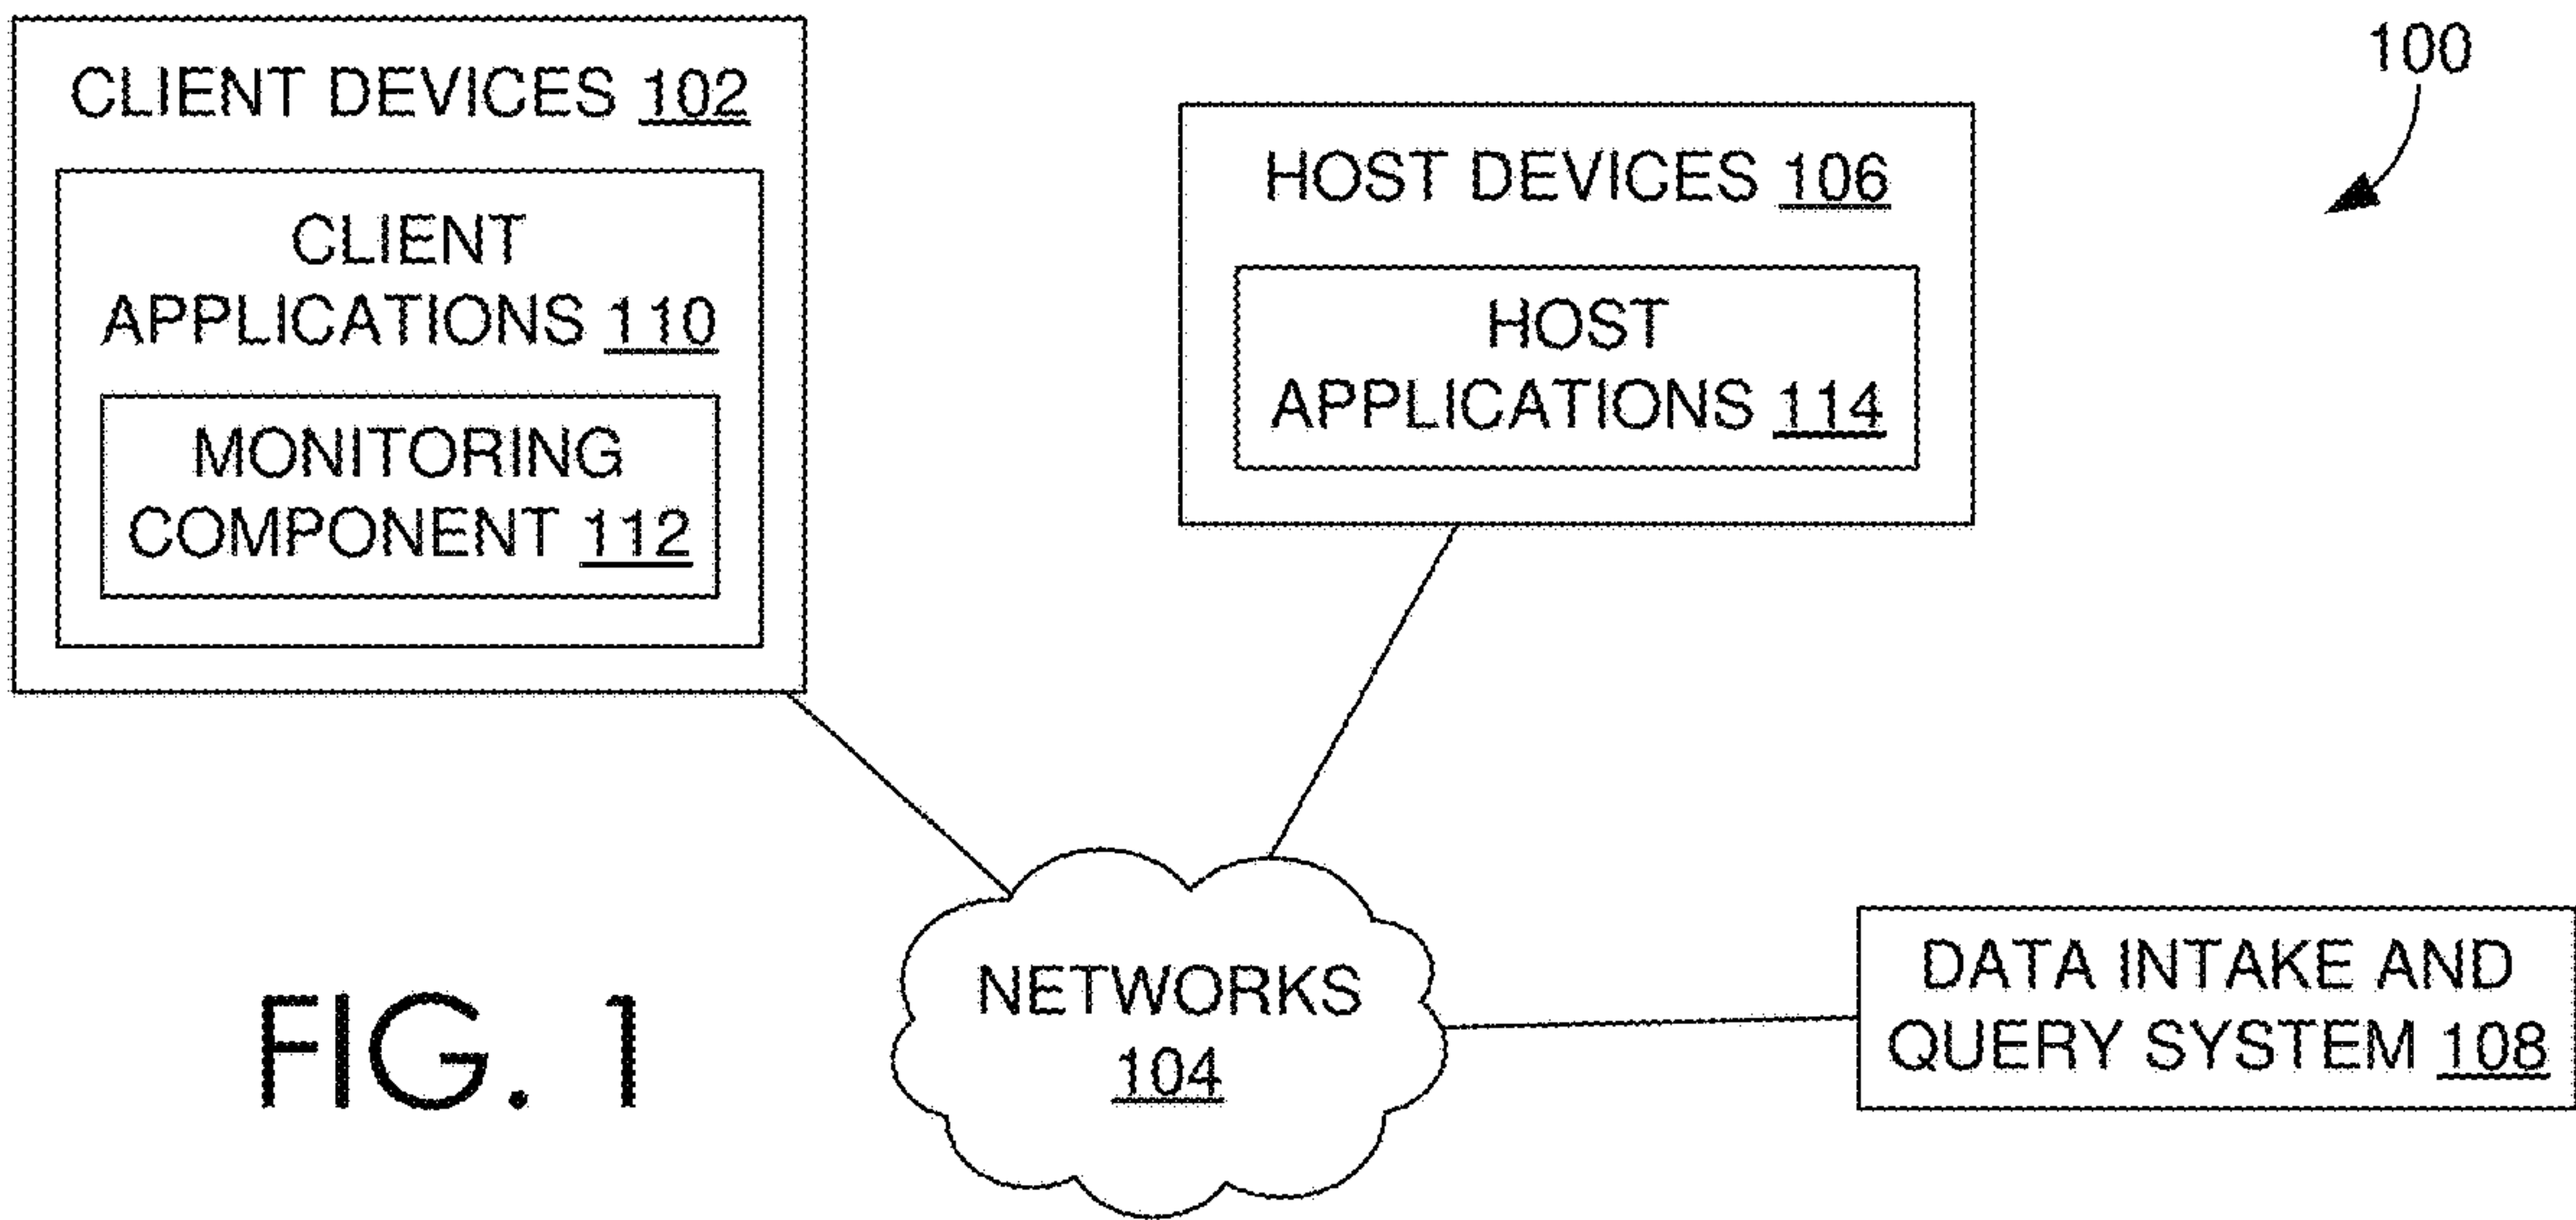 100
CLIENT DEVICES 102
CLIENT
APPLICATIONS 110
MONITORING
COMPONENT 112
HOST DEVICES 106
HOST
APPLICATIONS 114
NETWORKS
104
DATA INTAKE AND
QUERY SYSTEM 108
FIG. 1